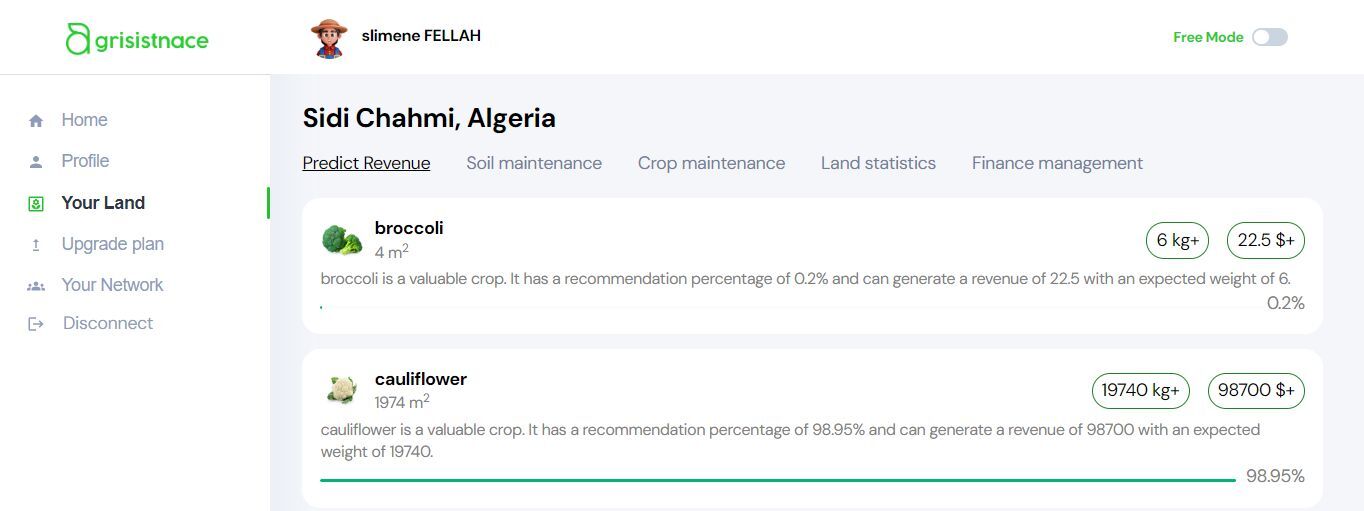 agrisistnace
slimene FELLAH
Free Mode
Home
Profile
Your Land
Upgrade plan
Your Network
Disconnect
Sidi Chahmi, Algeria
Predict Revenue Soil maintenance Crop maintenance Land statistics Finance management
broccoli
4 m²
6 kg+ 22.5 $+
broccoli is a valuable crop. It has a recommendation percentage of 0.2% and can generate a revenue of 22.5 with an expected weight of 6.
0.2%
cauliflower
1974 m²
19740 kg+ 98700 $+
cauliflower is a valuable crop. It has a recommendation percentage of 98.95% and can generate a revenue of 98700 with an expected
weight of 19740.
98.95%